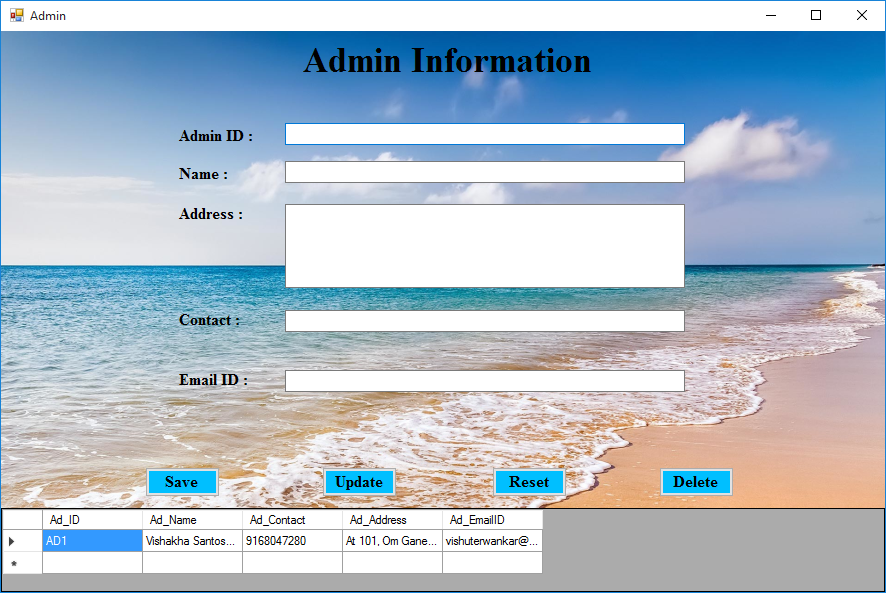 Admin
Admin Information
Admin ID :
Name :
Address :
Contact :
Email ID :
Save Update Reset Delete
Ad_ID Ad_Name Ad_Contact Ad_Address Ad_EmailID
AD1 Vishakha Santos... 9168047280 At 101, Om Gane... vishuterwankar@...